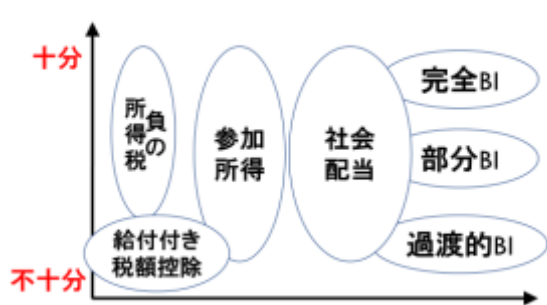 十分
完全BI
負の
所得税
参加
所得
社会
配当
部分BI
給付付き
税額控除
過渡的BI
不十分